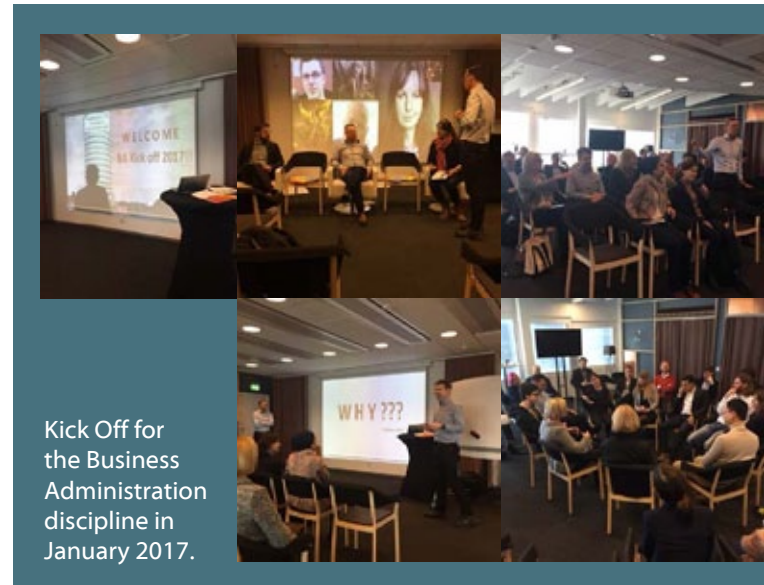 WELCOME
BA Kick off 2017
WHY???
Kick Off for
the Business
Administration
discipline in
January 2017.